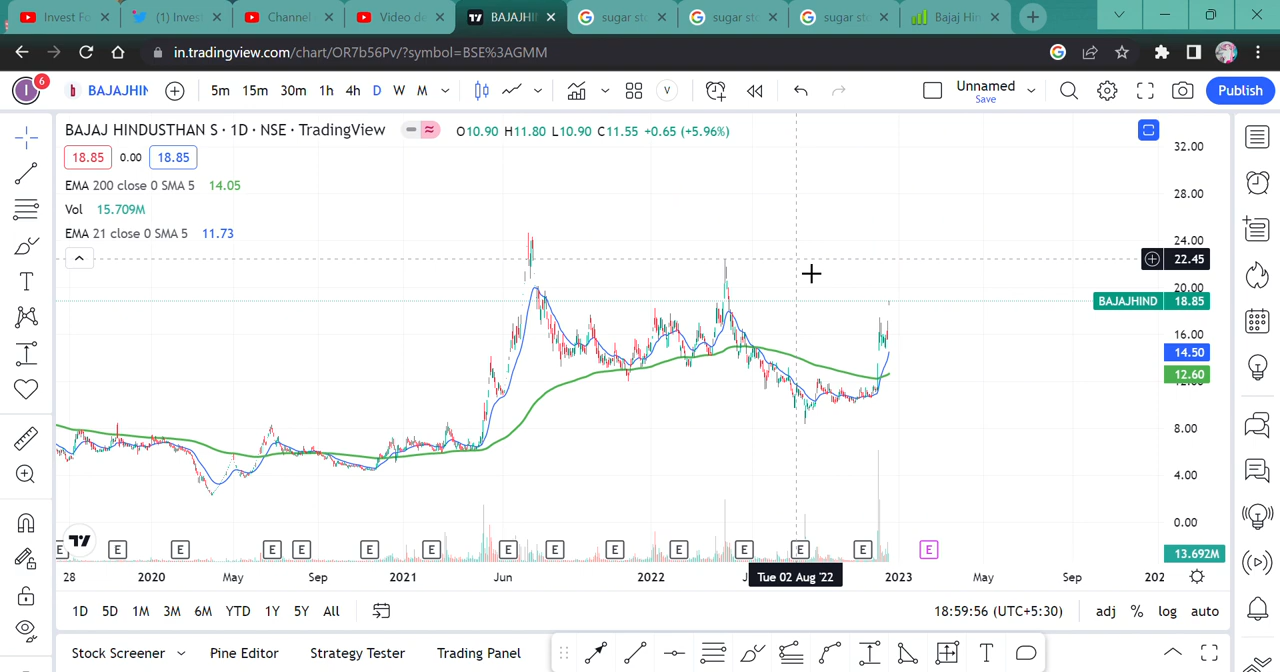 Invest Fo
(1) Invest
Channel
Video de
BAJAJHI
sugar sto
sugar sto
sugar sto
Bajaj Hin
in.tradingview.com/chart/OR7b56Pv/?symbol=BSE%3AGMM
I 6 b BAJAJHIN 5m 15m 30m 1h 4h D W M V Unnamed Save Publish
BAJAJ HINDUSTHAN S · 1D · NSE · TradingView O10.90 H11.80 L10.90 C11.55 +0.65 (+5.96%)
18.85 0.00 18.85
EMA 200 close 0 SMA 5 14.05
Vol 15.709M
EMA 21 close 0 SMA 5 11.73
32.00
28.00
24.00
22.45
20.00
BAJAJHIND 18.85
16.00
14.50
12.60
8.00
4.00
0.00
13.692M
E E E E E E E E E E E E E E E
28 2020 May Sep 2021 Jun 2022 Tue 02 Aug '22 2023 May Sep 202
1D 5D 1M 3M 6M YTD 1Y 5Y All 18:59:56 (UTC+5:30) adj % log auto
Stock Screener Pine Editor Strategy Tester Trading Panel T